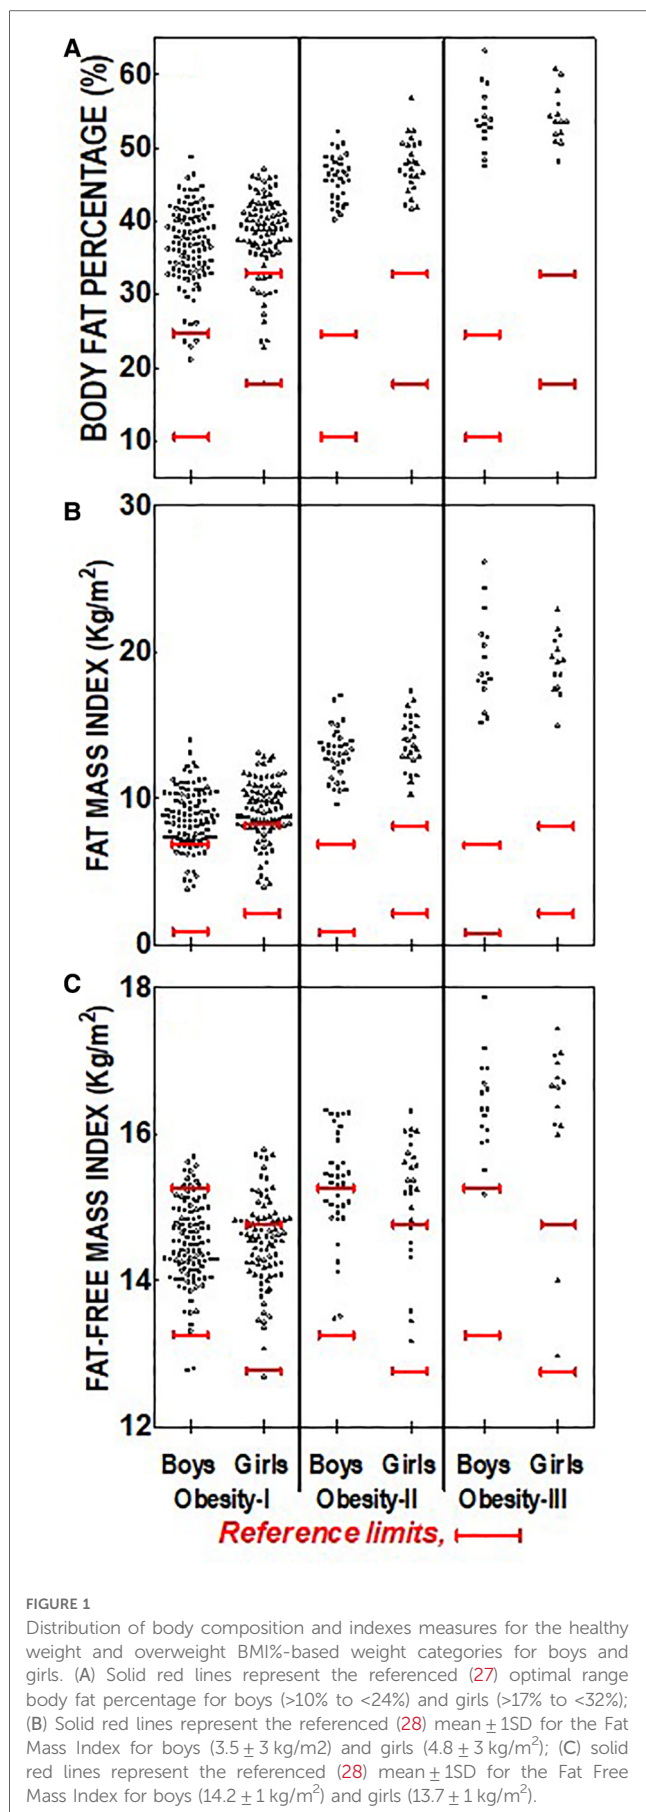 A
BODY FAT PERCENTAGE (%)
60
50
40
30
20
10
B
FAT MASS INDEX (Kg/m²)
30
20
10
0
C
FAT-FREE MASS INDEX (Kg/m²)
18
16
14
12
Boys Girls Boys Girls Boys Girls
Obesity-I Obesity-II Obesity-III
Reference limits,
FIGURE 1
Distribution of body composition and indexes measures for the healthy
weight and overweight BMI%-based weight categories for boys and
girls. (A) Solid red lines represent the referenced (27) optimal range
body fat percentage for boys (>10% to <24%) and girls (>17% to <32%);
(B) Solid red lines represent the referenced (28) mean ± 1SD for the Fat
Mass Index for boys (3.5 ± 3 kg/m2) and girls (4.8 ± 3 kg/m²); (C) solid
red lines represent the referenced (28) mean ± 1SD for the Fat Free
Mass Index for boys (14.2 ± 1 kg/m²) and girls (13.7 ± 1 kg/m²).